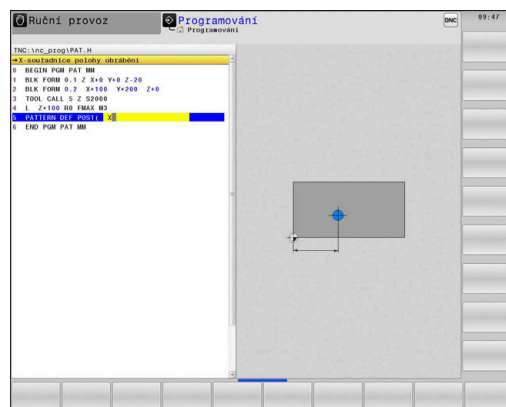 Ruční provoz
Programování
Programování
DNC
09:47
TNC:\nc_prog\PAT.H
→X-souřadnice polohy obrábění
0 BEGIN PGM PAT MM
1 BLK FORM 0.1 Z X+0 Y+0 Z-20
2 BLK FORM 0.2 X+100 Y+200 Z+0
3 TOOL CALL 5 Z S2000
4 L Z+100 R0 FMAX M3
5 PATTERN DEF POS1( X
6 END PGM PAT MM